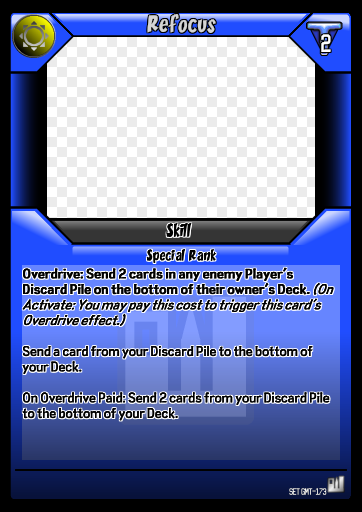 Refocus
2
Skill
Special Rank
Overdrive: Send 2 cards in any enemy Player's
Discard Pile on the bottom of their owner's Deck. (On
Activate: You may pay this cost to trigger this card's
Overdrive effect.)
Send a card from your Discard Pile to the bottom of
your Deck.
On Overdrive Paid: Send 2 cards from your Discard Pile
to the bottom of your Deck.
SET GMT-173